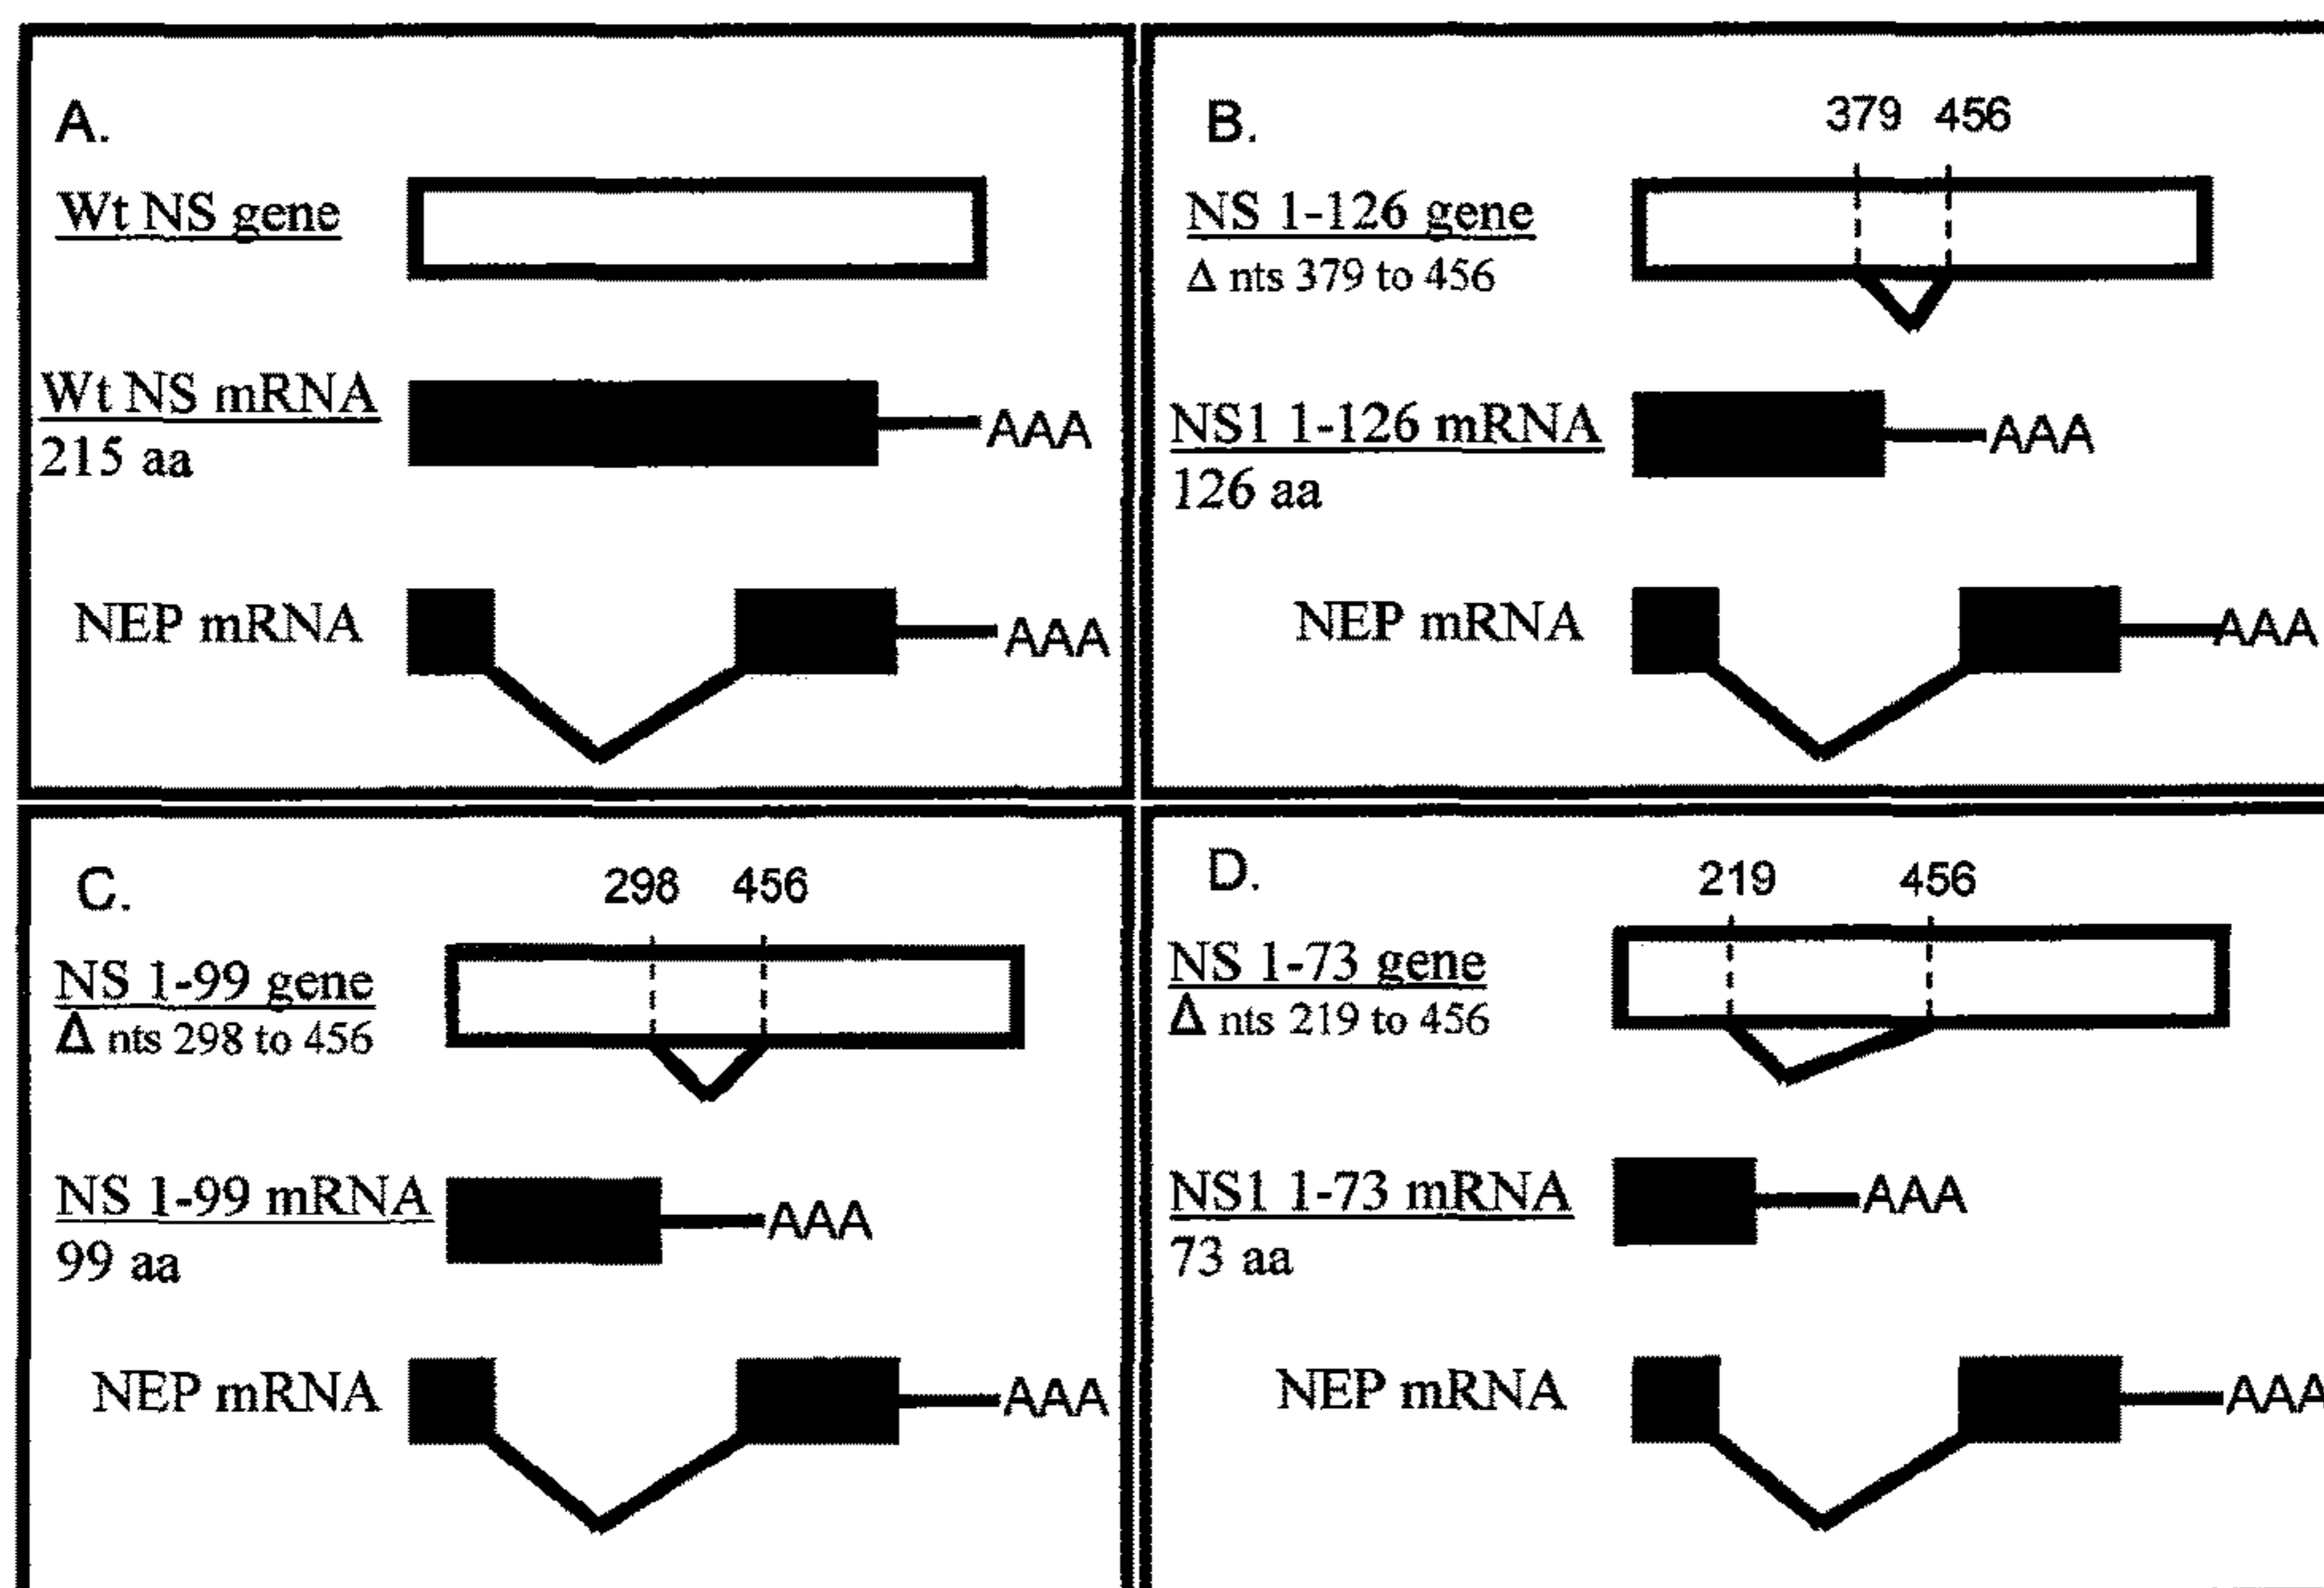 A.
Wt NS gene
Wt NS mRNA
215 aa
AAA
NEP mRNA
AAA
B.
379 456
NS 1-126 gene
Δ nts 379 to 456
NS1 1-126 mRNA
126 aa
AAA
NEP mRNA
AAA
C.
298 456
NS 1-99 gene
Δ nts 298 to 456
NS 1-99 mRNA
99 aa
AAA
NEP mRNA
AAA
D.
219 456
NS 1-73 gene
Δ nts 219 to 456
NS1 1-73 mRNA
73 aa
AAA
NEP mRNA
AAA